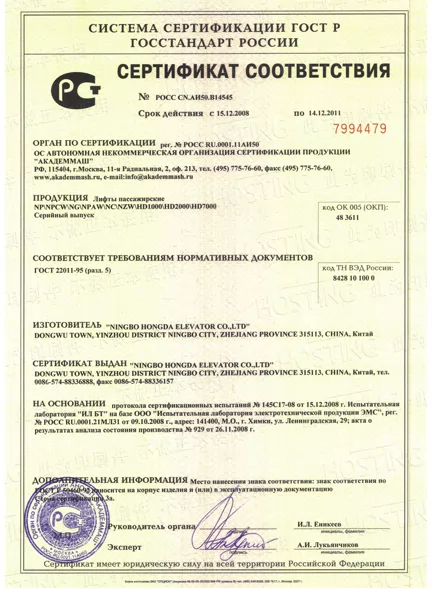 СИСТЕМА СЕРТИФИКАЦИИ ГОСТ Р
ГОССТАНДАРТ РОССИИ
СЕРТИФИКАТ СООТВЕТСТВИЯ
№ РОСС CN.АИ50.В14545
Срок действия с 15.12.2008 по 14.12.2011
7994479
ОРГАН ПО СЕРТИФИКАЦИИ рег. № РОСС RU.0001.11АИ50
ОС АВТОНОМНАЯ НЕКОММЕРЧЕСКАЯ ОРГАНИЗАЦИЯ СЕРТИФИКАЦИИ ПРОДУКЦИИ
"АКАДЕММАШ"
РФ, 115404, г.Москва, 11-я Радиальная, 2, оф. 213, тел. (495) 775-76-60, факс (495) 775-76-60,
www.akademmash.ru, e-mail:info@akademmash.ru
ПРОДУКЦИЯ Лифты пассажирские
NP\NPCW\NG\NPAW\NC\NZW\HD1000\HD2000\HD7000
Серийный выпуск
код ОК 005 (ОКП):
48 3611
СООТВЕТСТВУЕТ ТРЕБОВАНИЯМ НОРМАТИВНЫХ ДОКУМЕНТОВ
ГОСТ 22011-95 (разд. 5)
код ТН ВЭД России:
8428 10 100 0
ИЗГОТОВИТЕЛЬ "NINGBO HONGDA ELEVATOR CO.,LTD"
DONGWU TOWN, YINZHOU DISTRICT NINGBO CITY, ZHEJIANG PROVINCE 315113, CHINA, Китай
СЕРТИФИКАТ ВЫДАН "NINGBO HONGDA ELEVATOR CO.,LTD"
DONGWU TOWN, YINZHOU DISTRICT NINGBO CITY, ZHEJIANG PROVINCE 315113, CHINA, Китай, тел.
0086-574-88336888, факс 0086-574-88336157
НА ОСНОВАНИИ протокола сертификационных испытаний № 145С17-08 от 15.12.2008 г. Испытательная
лаборатория "ИЛ БТ" на базе ООО "Испытательная лаборатория электротехнической продукции ЭМС", рег.
№ РОСС RU.0001.21МЛ31 от 09.10.2008 г., адрес: 141400, М.О., г. Химки, ул. Ленинградская, 29; акта о
результатах анализа состояния производства № 929 от 26.11.2008 г.
ДОПОЛНИТЕЛЬНАЯ ИНФОРМАЦИЯ Место нанесения знака соответствия: знак соответствия по
ГОСТ Р 50460-92 наносится на корпус изделия и (или) в эксплуатационную документацию
Схема сертификации 3а.
Руководитель органа
И.Л. Еникеев
подпись
инициалы, фамилия
Эксперт
А.И. Лукьянчиков
подпись
инициалы, фамилия
Сертификат имеет юридическую силу на всей территории Российской Федерации